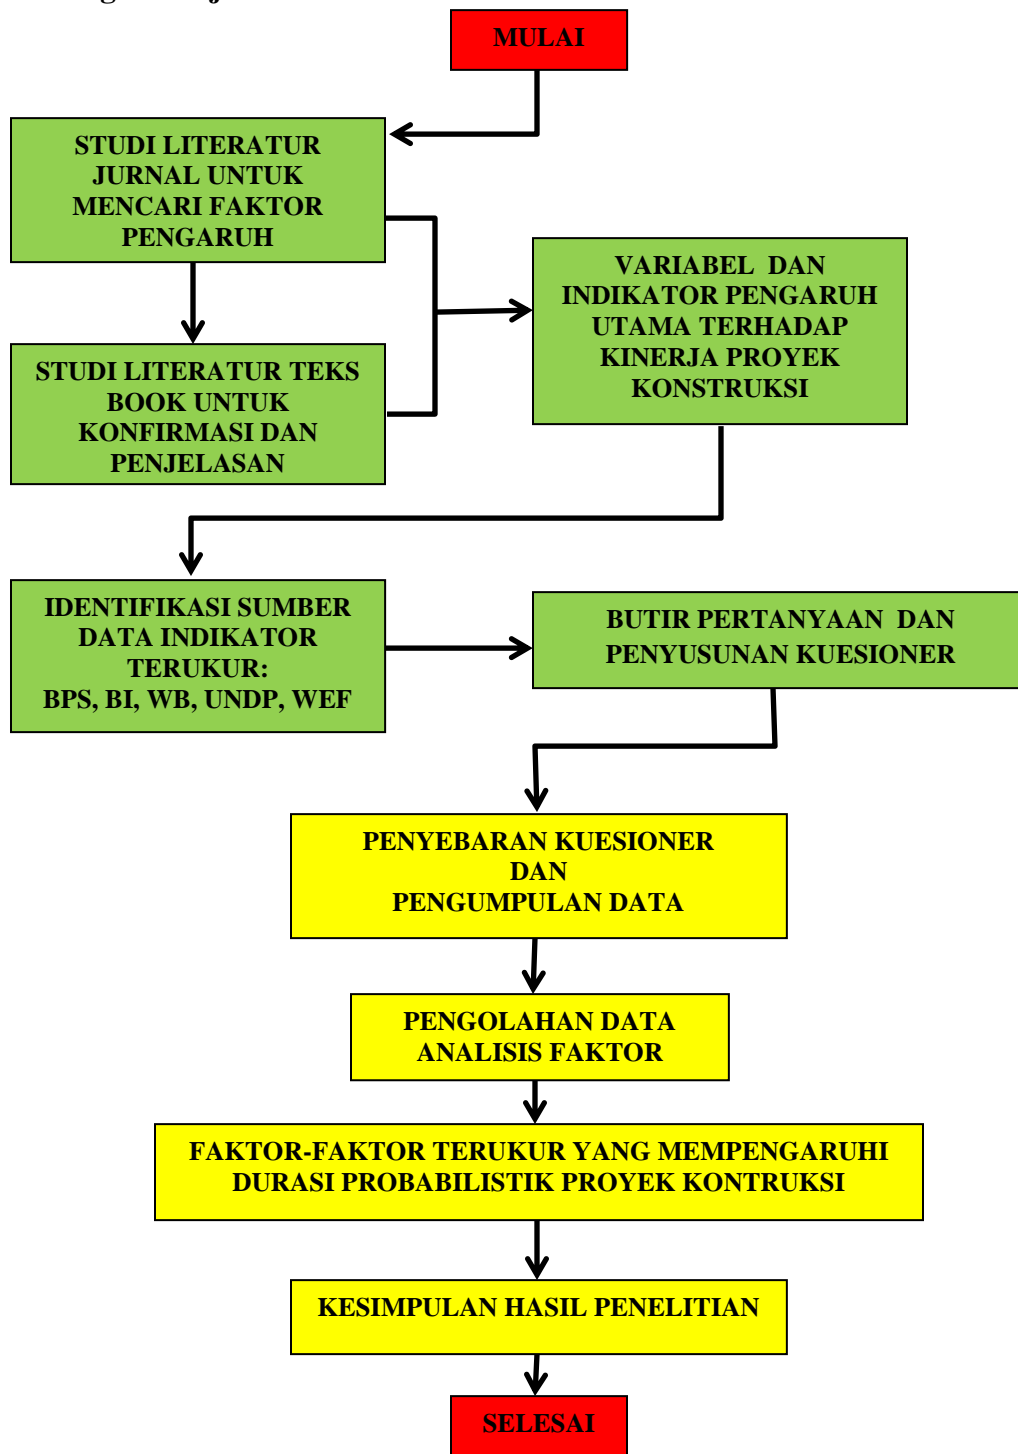 MULAI
STUDI LITERATUR
JURNAL UNTUK
MENCARI FAKTOR
PENGARUH
VARIABEL DAN
INDIKATOR PENGARUH
UTAMA TERHADAP
KINERJA PROYEK
KONSTRUKSI
STUDI LITERATUR TEKS
BOOK UNTUK
KONFIRMASI DAN
PENJELASAN
IDENTIFIKASI SUMBER
DATA INDIKATOR
TERUKUR:
BPS, BI, WB, UNDP, WEF
BUTIR PERTANYAAN DAN
PENYUSUNAN KUESIONER
PENYEBARAN KUESIONER
DAN
PENGUMPULAN DATA
PENGOLAHAN DATA
ANALISIS FAKTOR
FAKTOR-FAKTOR TERUKUR YANG MEMPENGARUHI
DURASI PROBABILISTIK PROYEK KONTRUKSI
KESIMPULAN HASIL PENELITIAN
SELESAI